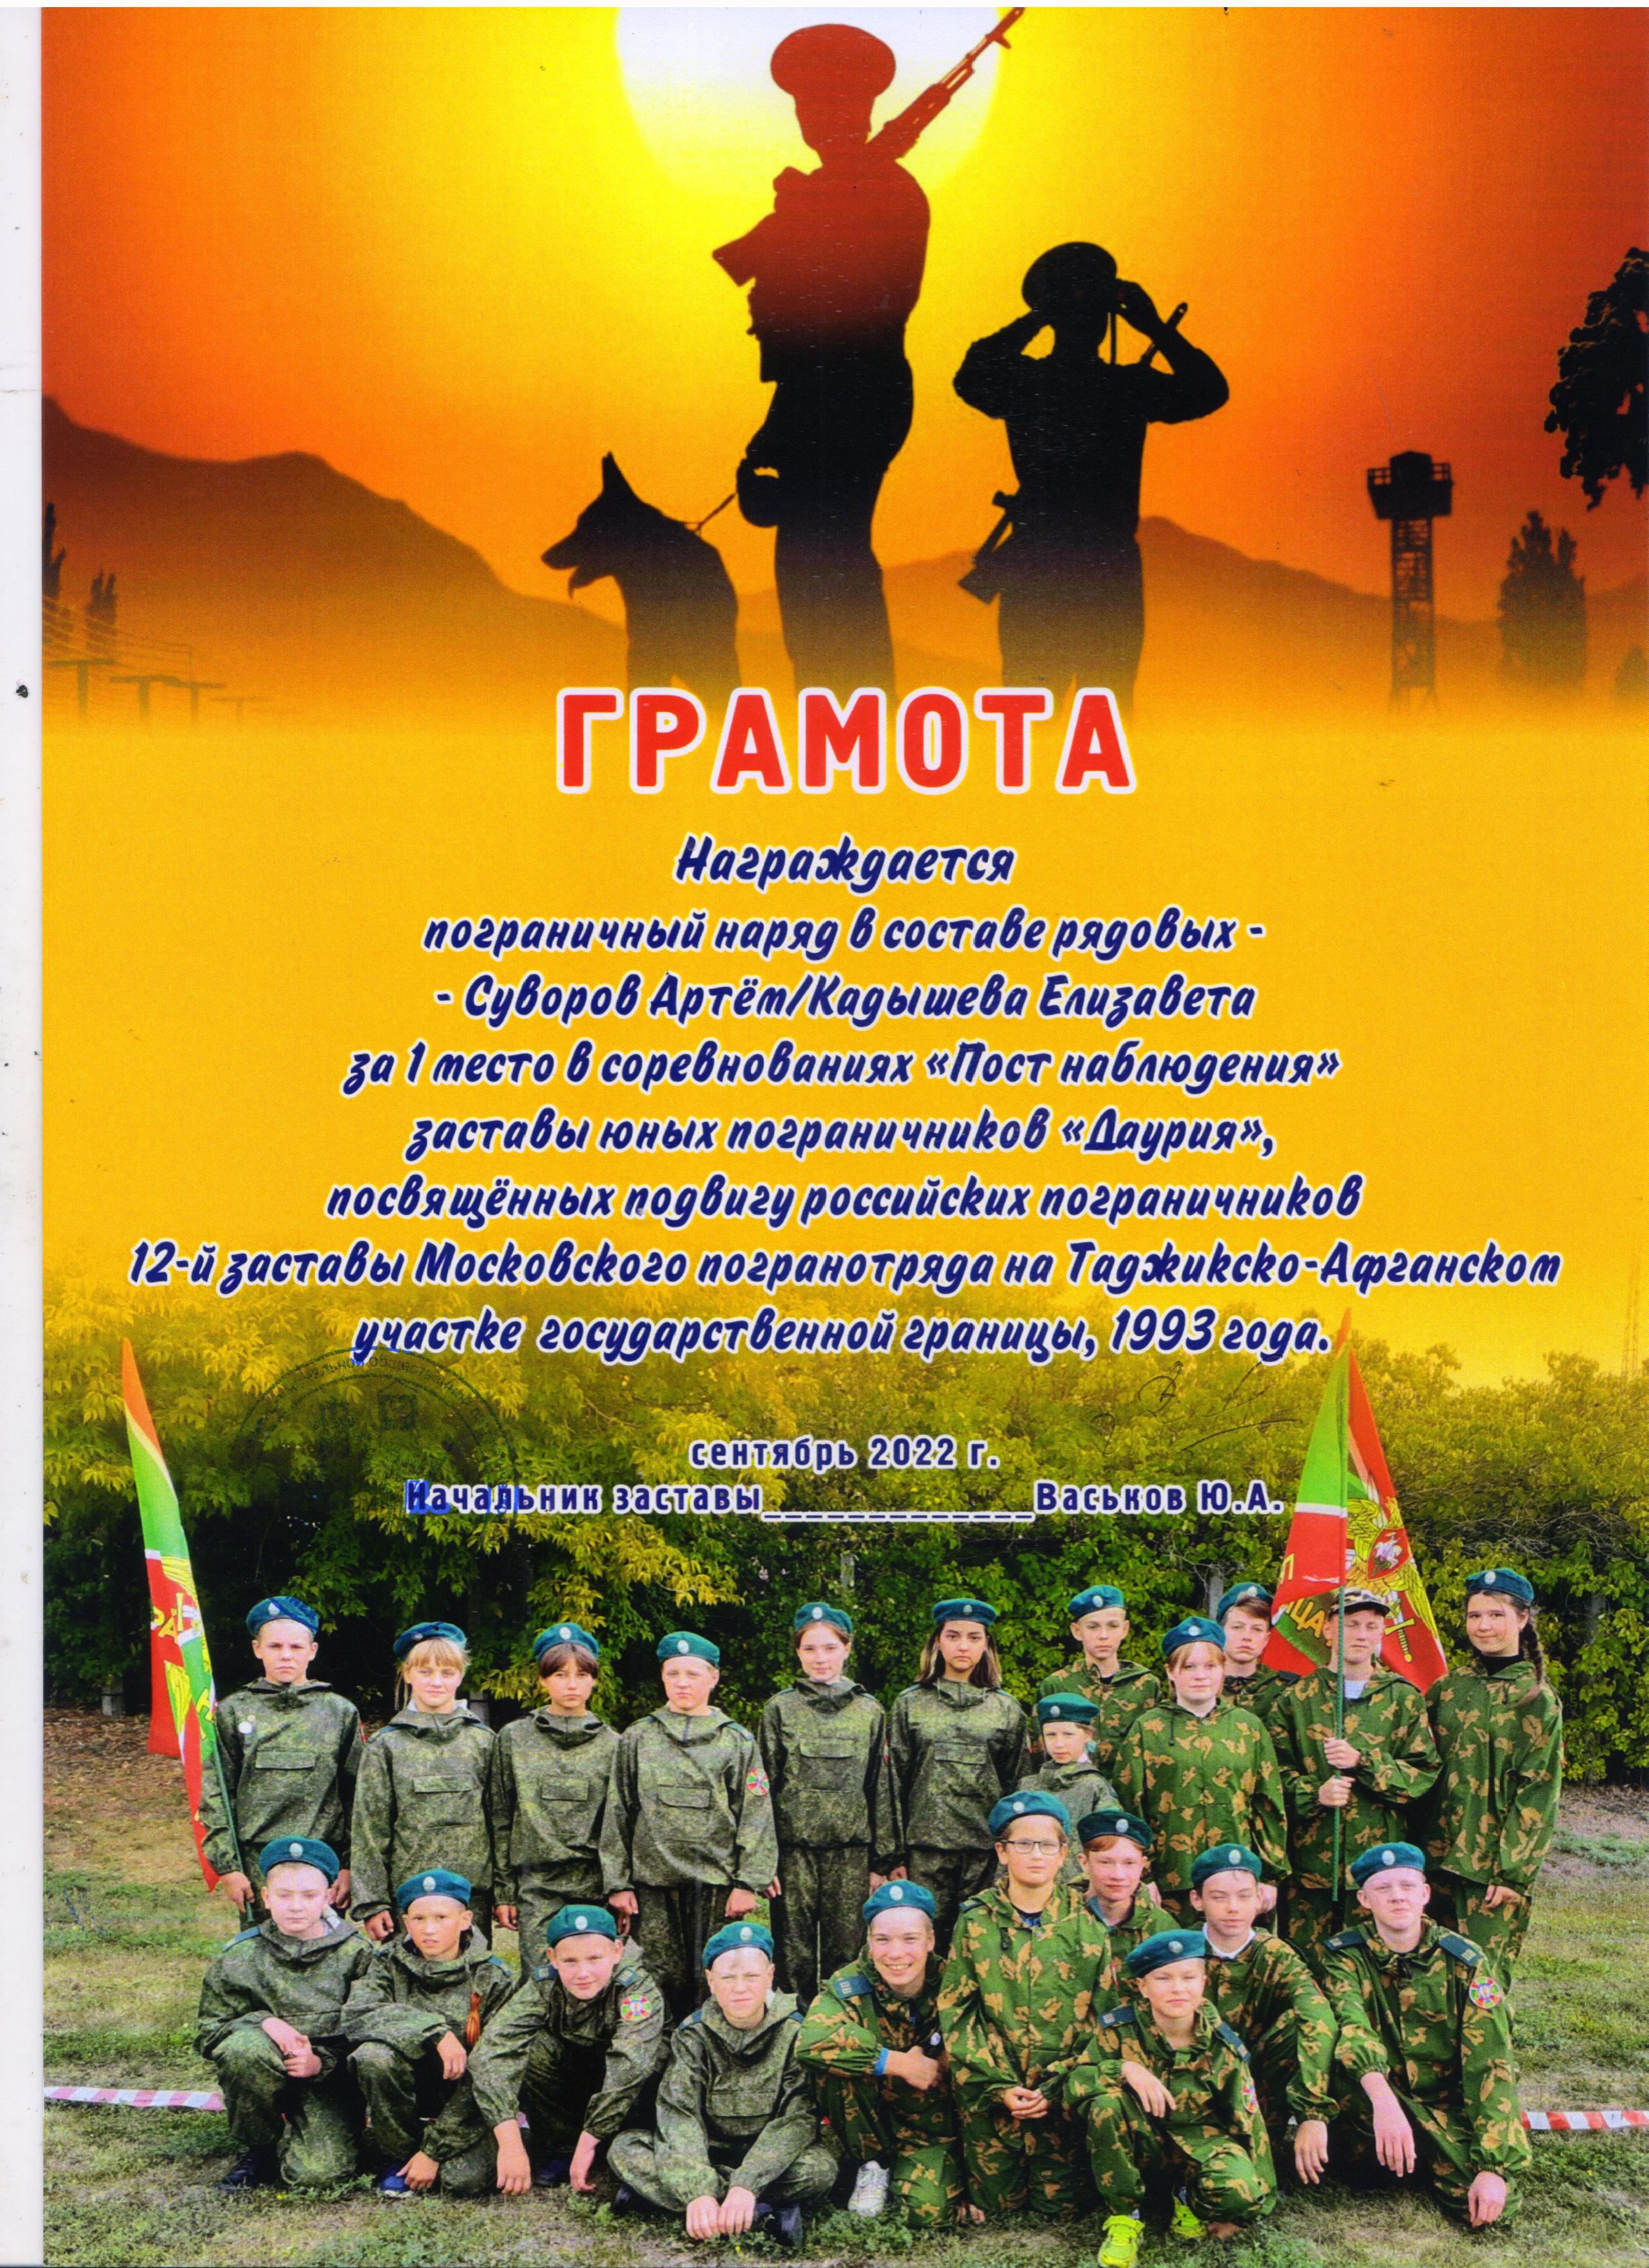 ГРАМОТА
Награждается
пограничный наряд в составе рядовых -
- Суворов Артём/Кадышева Елизавета
за 1 место в соревнованиях «Пост наблюдения»
заставы юных пограничников «Даурия»,
посвящённых подвигу российских пограничников
12-й заставы Московского погранотряда на Таджикско-Афганском
участке государственной границы, 1993 года.
сентябрь 2022 г.
Начальник заставы_____________Васьков Ю.А.